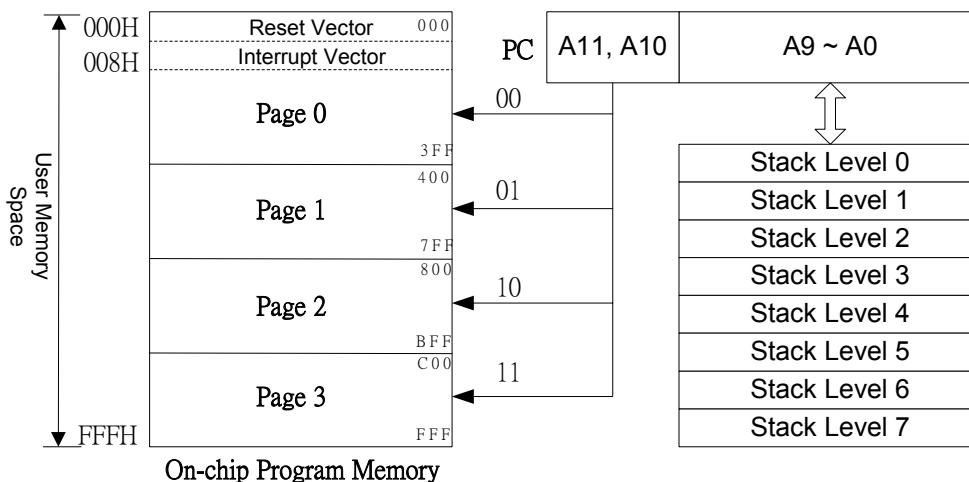 000H
Reset Vector
000
008H
Interrupt Vector
Page 0
3FF
400
Page 1
7FF
800
Page 2
BFF
C00
Page 3
FFFH
FFF
User Memory
Space
On-chip Program Memory
PC
A11, A10
A9 ~ A0
00
01
10
11
Stack Level 0
Stack Level 1
Stack Level 2
Stack Level 3
Stack Level 4
Stack Level 5
Stack Level 6
Stack Level 7